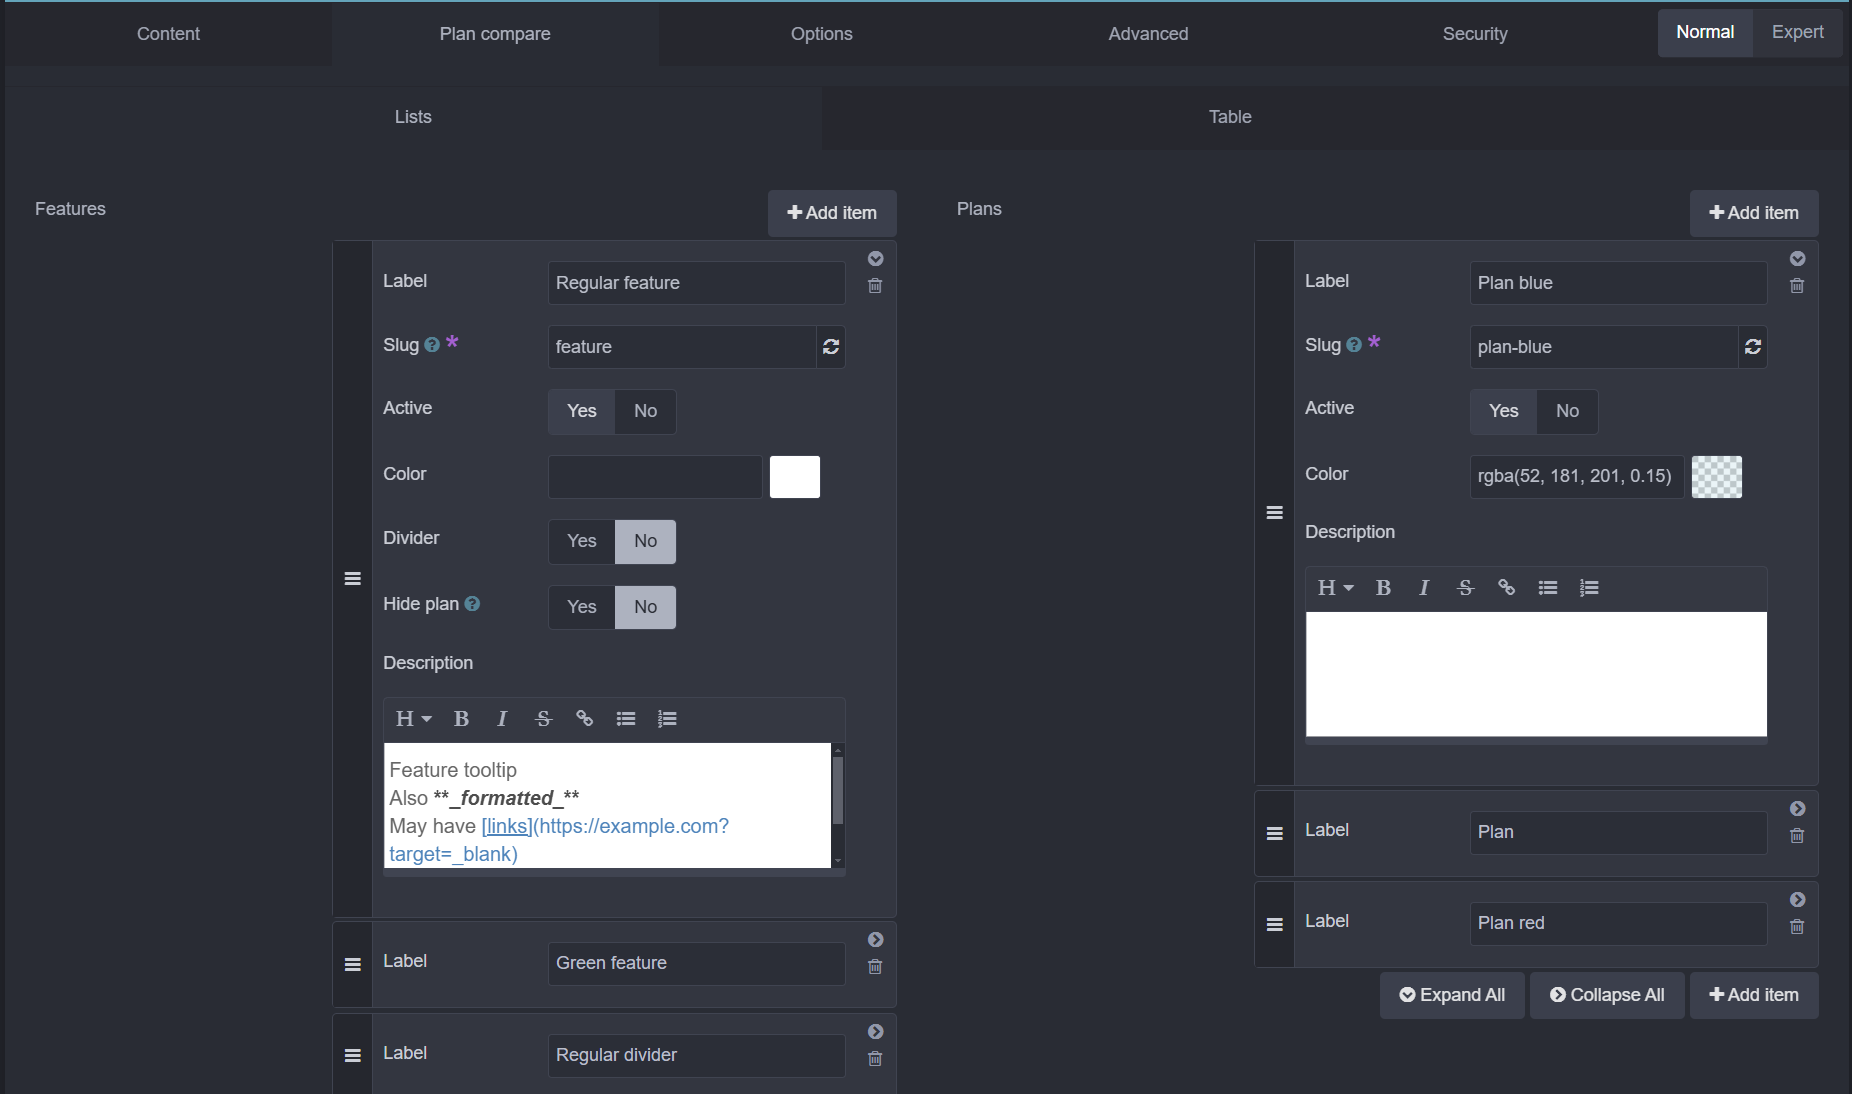 Content
Plan compare
Options
Advanced
Security
Normal
Expert
Lists
Table
Features
Add item
Label
Regular feature
Slug *
feature
Active
Yes No
Color
Divider
Yes No
Hide plan
Yes No
Description
H B I S
Feature tooltip
Also **_formatted_**
May have [links](https://example.com?
target=_blank)
Label
Green feature
Label
Regular divider
Plans
Add item
Label
Plan blue
Slug *
plan-blue
Active
Yes No
Color
rgba(52, 181, 201, 0.15)
Description
H B I S
Label
Plan
Label
Plan red
Expand All
Collapse All
Add item